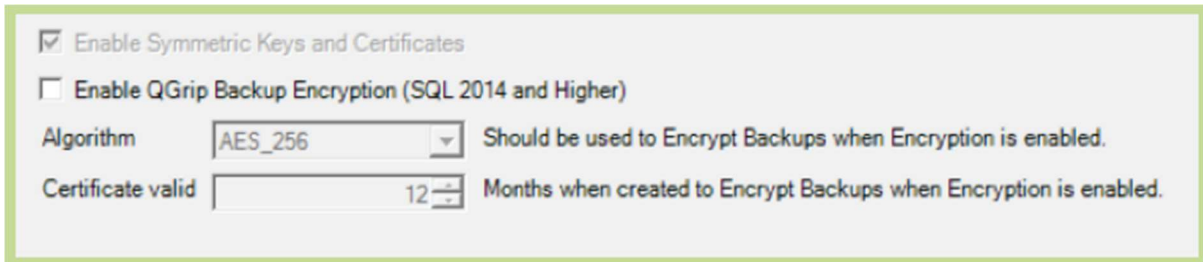 Enable Symmetric Keys and Certificates
Enable QGrip Backup Encryption (SQL 2014 and Higher)
Algorithm AES_256 Should be used to Encrypt Backups when Encryption is enabled.
Certificate valid 12 Months when created to Encrypt Backups when Encryption is enabled.